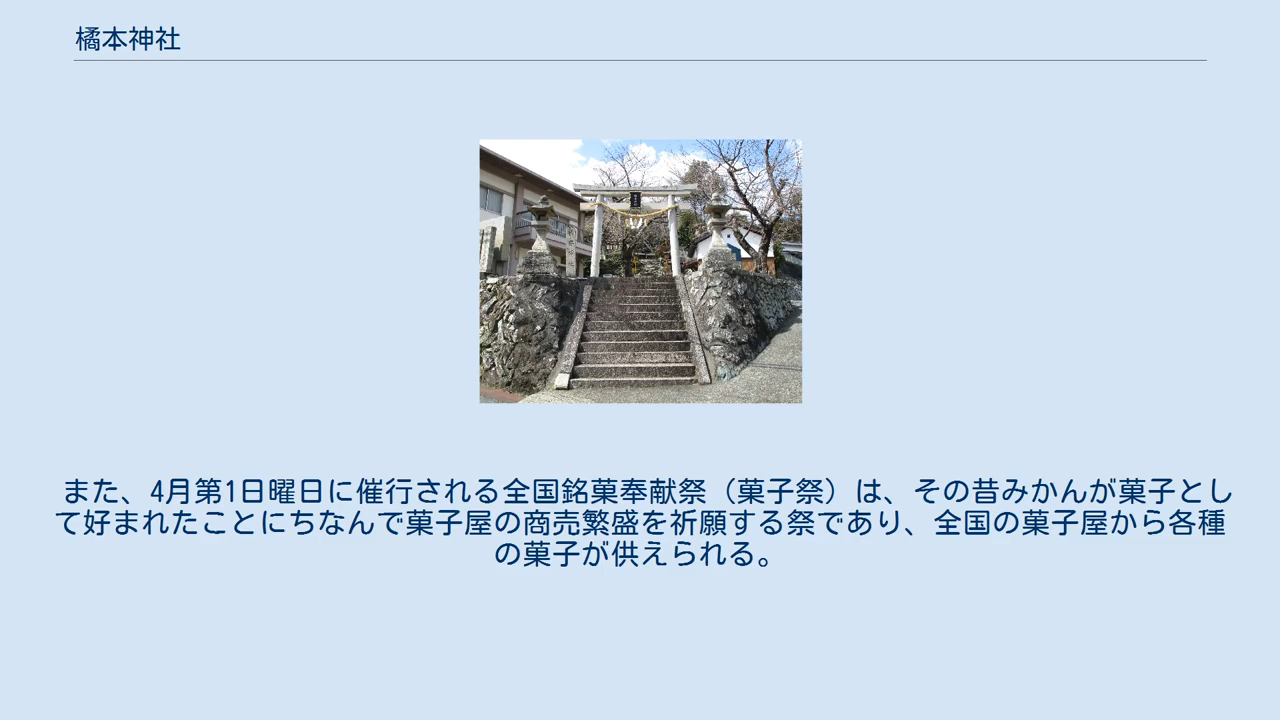 橘本神社
また、4月第1日曜日に催行される全国銘菓奉献祭（菓子祭）は、その昔みかんが菓子とし
て好まれたことにちなんで菓子屋の商売繁盛を祈願する祭であり、全国の菓子屋から各種
の菓子が供えられる。